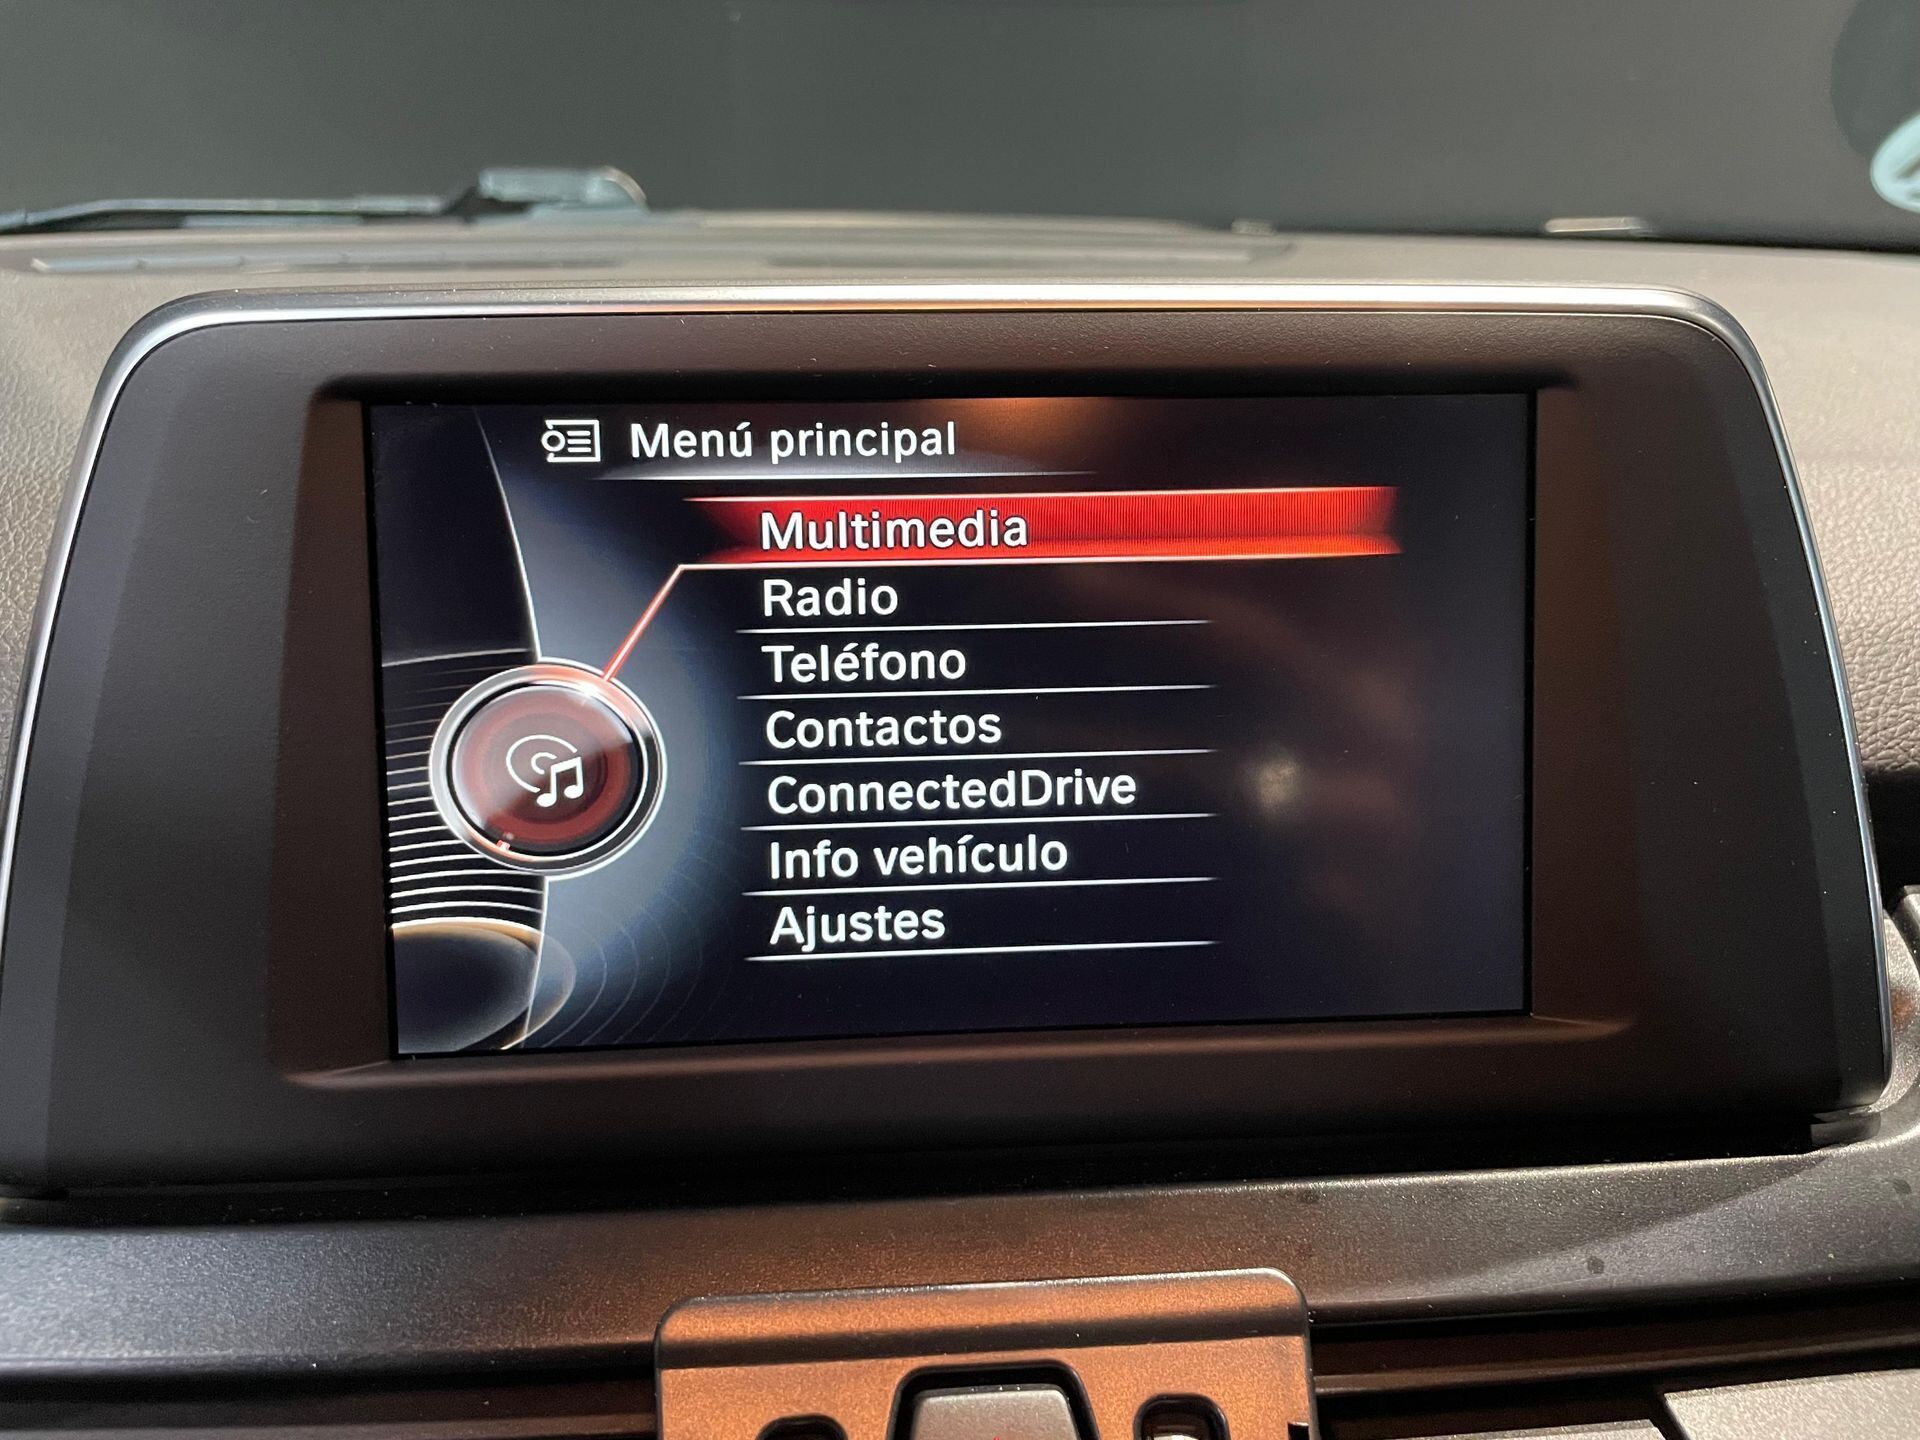 Menú principal
Multimedia
Radio
Teléfono
Contactos
ConnectedDrive
Info vehículo
Ajustes